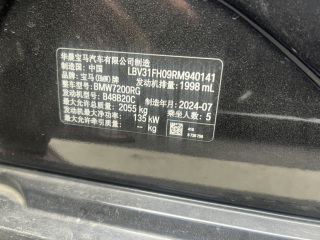 华晨宝马汽车有限公司制造
制造国: 中国 LBV31FH09RM940141
品牌: 宝马(BMW)牌 发动机排量: 1998 mL
整车型号: BMW7200RG
发动机型号: B48B20C
最大允许总质量: 2055 kg 制造年月: 2024-07
发动机最大净功率: 135 kW 乘坐人数: 5